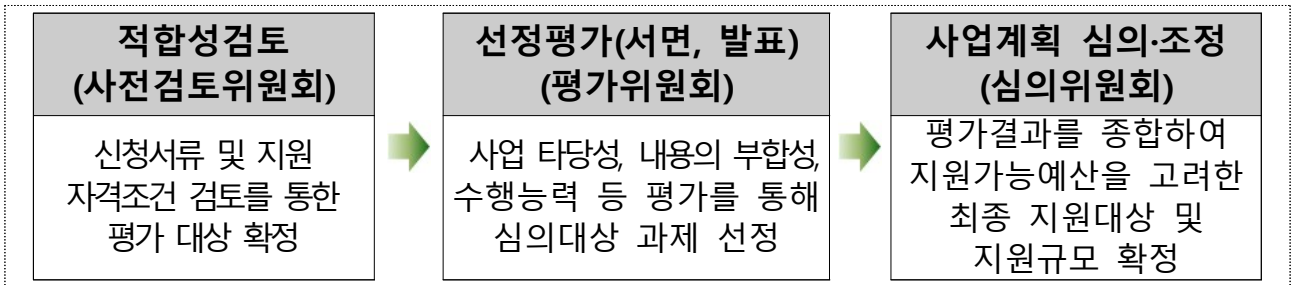 적합성검토
(사전검토위원회)
신청서류 및 지원
자격조건 검토를 통한
평가 대상 확정
선정평가(서면, 발표)
(평가위원회)
사업 타당성, 내용의 부합성,
수행능력 등 평가를 통해
심의대상 과제 선정
사업계획 심의·조정
(심의위원회)
평가결과를 종합하여
지원가능예산을 고려한
최종 지원대상 및
지원규모 확정